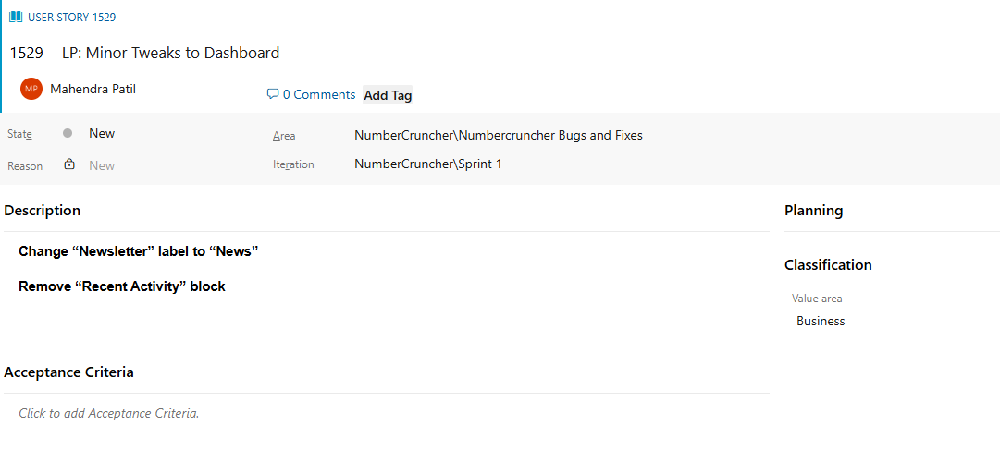 USER STORY 1529
1529 LP: Minor Tweaks to Dashboard
MP Mahendra Patil
0 Comments Add Tag
State New
Area NumberCruncher\Numbercruncher Bugs and Fixes
Reason New
Iteration NumberCruncher\Sprint 1
Description
Change “Newsletter” label to “News”
Remove “Recent Activity” block
Acceptance Criteria
Click to add Acceptance Criteria.
Planning
Classification
Value area
Business